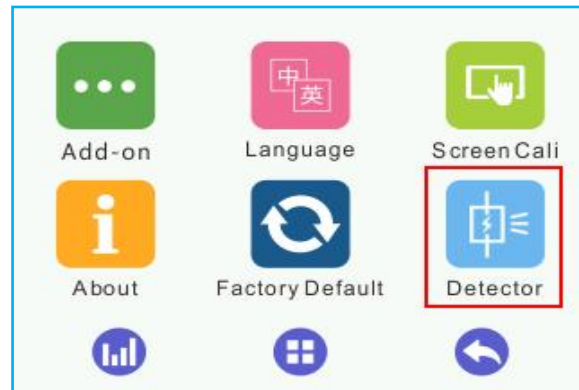 中
英
Add-on Language Screen Cali
i
About Factory Default Detector